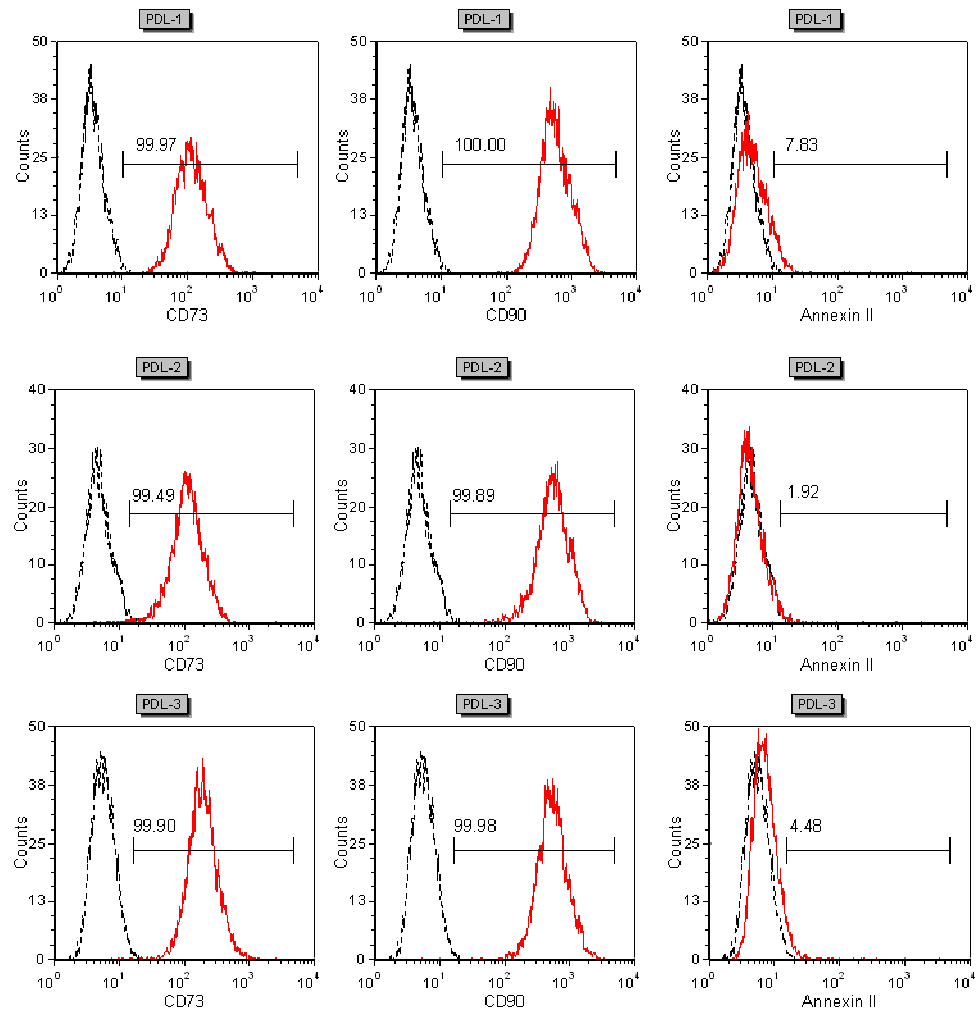 PDL-1 PDL-1 PDL-1
50 50 50
38 38 38
99.97 100.00 7.83
25 25 25
13 13 13
0 0 0
Counts Counts Counts
10^0 10^1 10^2 10^3 10^4 10^0 10^1 10^2 10^3 10^4 10^0 10^1 10^2 10^3 10^4
CD73 CD90 Annexin II
PDL-2 PDL-2 PDL-2
40 40 40
30 30 30
99.49 99.89 1.92
20 20 20
10 10 10
0 0 0
Counts Counts Counts
10^0 10^1 10^2 10^3 10^4 10^0 10^1 10^2 10^3 10^4 10^0 10^1 10^2 10^3 10^4
CD73 CD90 Annexin II
PDL-3 PDL-3 PDL-3
50 50 50
38 38 38
99.90 99.98 4.48
25 25 25
13 13 13
0 0 0
Counts Counts Counts
10^0 10^1 10^2 10^3 10^4 10^0 10^1 10^2 10^3 10^4 10^0 10^1 10^2 10^3 10^4
CD73 CD90 Annexin II